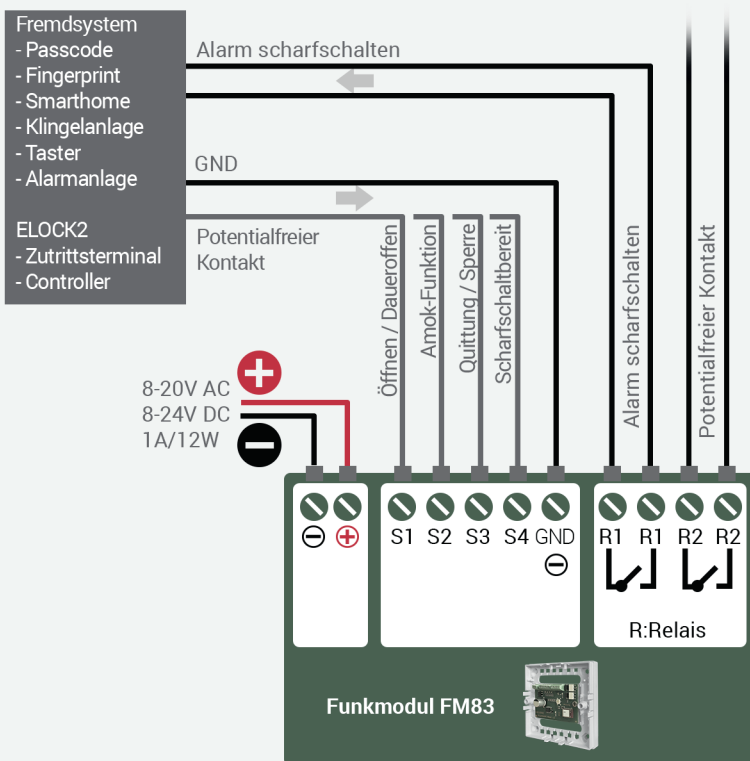 Fremdsystem
- Passcode
- Fingerprint
- Smarthome
- Klingelanlage
- Taster
- Alarmanlage
ELOCK2
- Zutrittsterminal
- Controller
Alarm scharfschalten
GND
Potentialfreier
Kontakt
Öffnen / Daueroffen
Amok-Funktion
Quittung / Sperre
Scharfschaltbereit
Alarm scharfschalten
Potentialfreier Kontakt
8-20V AC
8-24V DC
1A/12W
S1 S2 S3 S4 GND
R1 R1 R2 R2
R:Relais
Funkmodul FM83